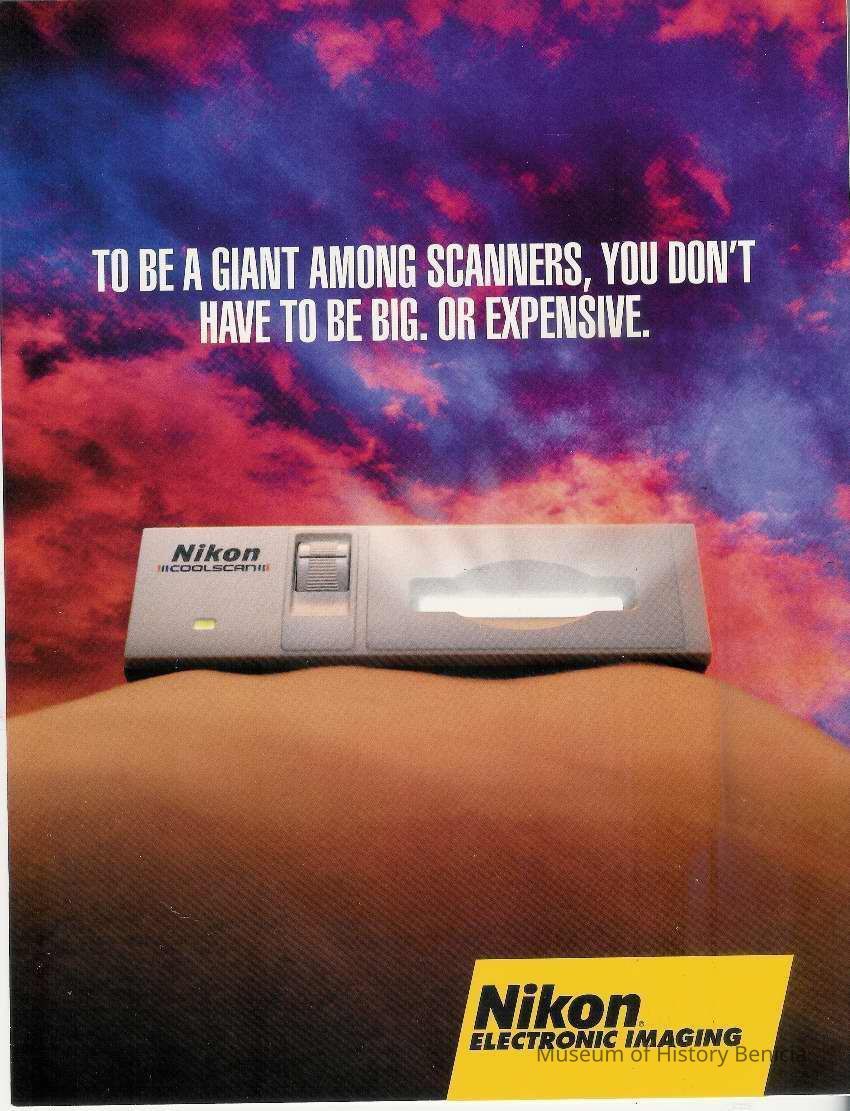 TO BE A GIANT AMONG SCANNERS, YOU DON'T
HAVE TO BE BIG. OR EXPENSIVE.
Nikon
COOLSCAN
Nikon®
ELECTRONIC IMAGING
Museum of History Benicia